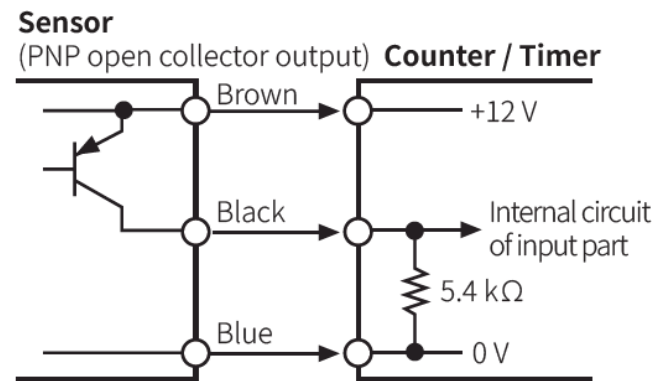 Sensor
(PNP open collector output) Counter / Timer
Brown
+12 V
Black
Internal circuit
of input part
5.4 kΩ
Blue
0 V